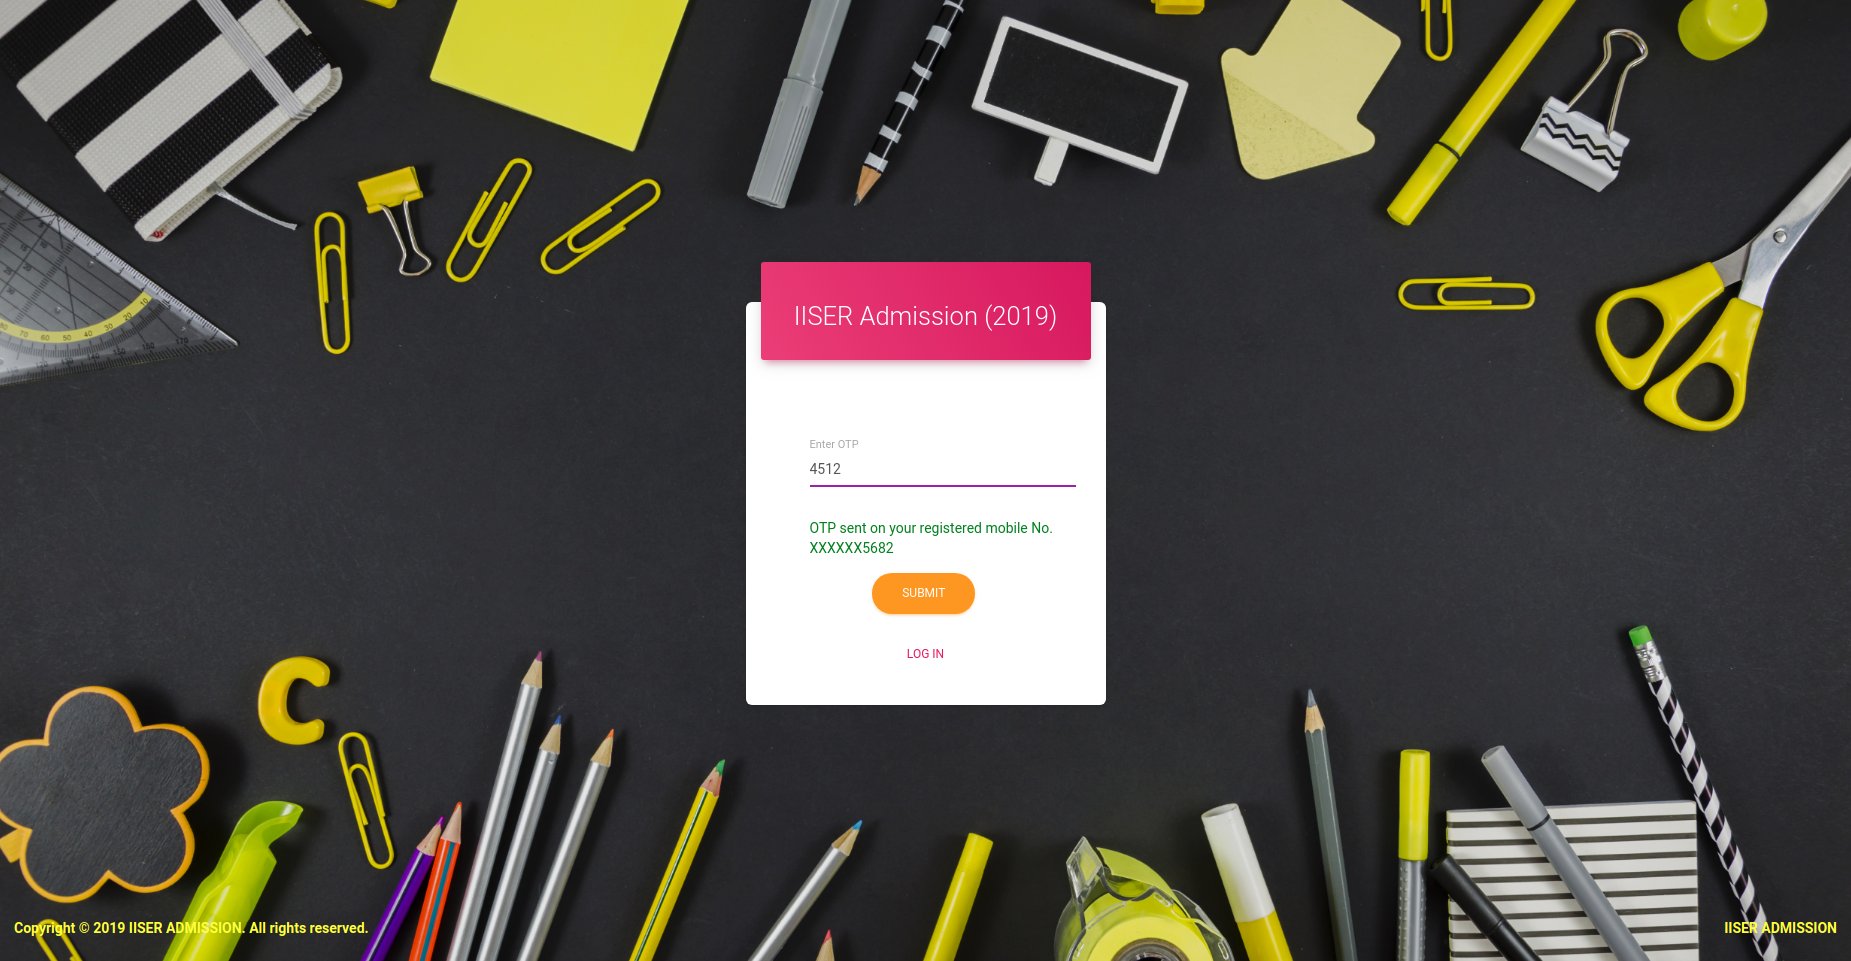 IISER Admission (2019)
Enter OTP
4512
OTP sent on your registered mobile No.
XXXXXX5682
SUBMIT
LOG IN
Copyright © 2019 IISER ADMISSION. All rights reserved.
IISER ADMISSION